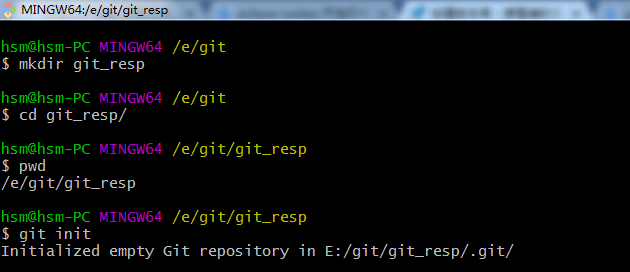 MINGW64:/e/git/git_resp
hsm@hsm-PC MINGW64 /e/git
$ mkdir git_resp
hsm@hsm-PC MINGW64 /e/git
$ cd git_resp/
hsm@hsm-PC MINGW64 /e/git/git_resp
$ pwd
/e/git/git_resp
hsm@hsm-PC MINGW64 /e/git/git_resp
$ git init
Initialized empty Git repository in E:/git/git_resp/.git/